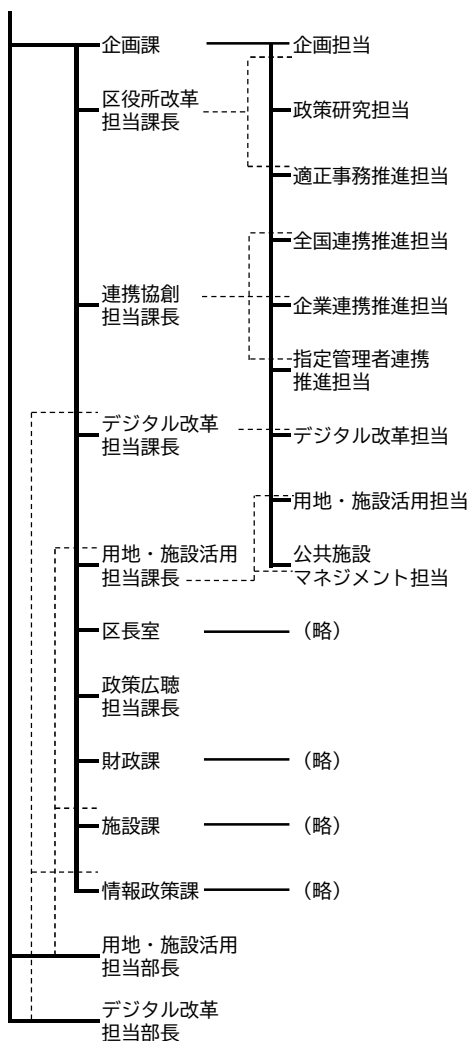 企画課
企画担当
区役所改革
担当課長
政策研究担当
適正事務推進担当
全国連携推進担当
連携協創
担当課長
企業連携推進担当
指定管理者連携
推進担当
デジタル改革
担当課長
デジタル改革担当
用地・施設活用担当
用地・施設活用
担当課長
公共施設
マネジメント担当
区長室
（略）
政策広聴
担当課長
財政課
（略）
施設課
（略）
情報政策課
（略）
用地・施設活用
担当部長
デジタル改革
担当部長